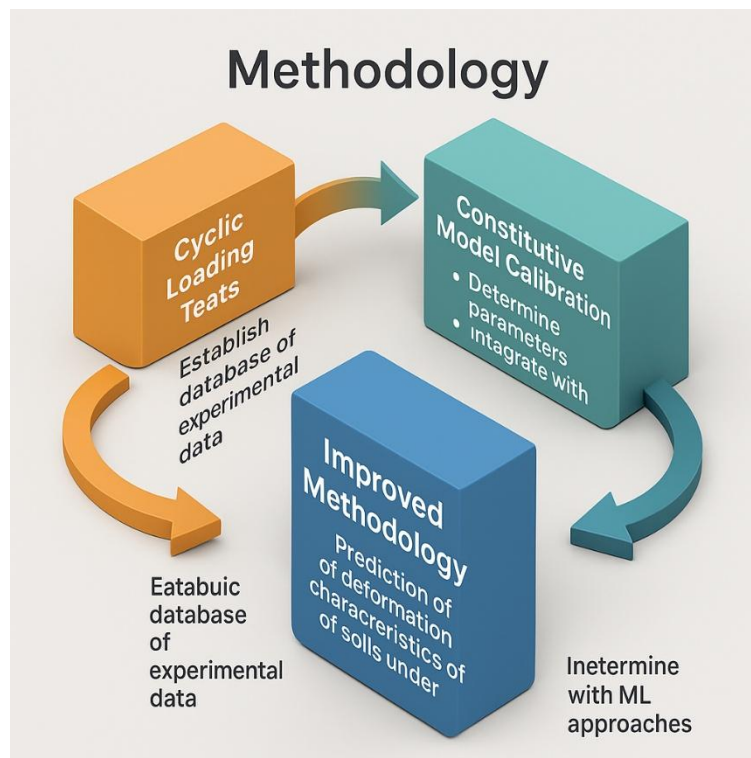 Methodology
Cyclic
Loading
Teats
Establish
database of
experimental
data
Constitutive
Model Calibration
• Determine
parameters
• intagrate with
Improved
Methodology
Prediction of
of deformation
characreristics of
of solls under
Eatabuic
database
of
experimental
data
Inetermine
with ML
approaches